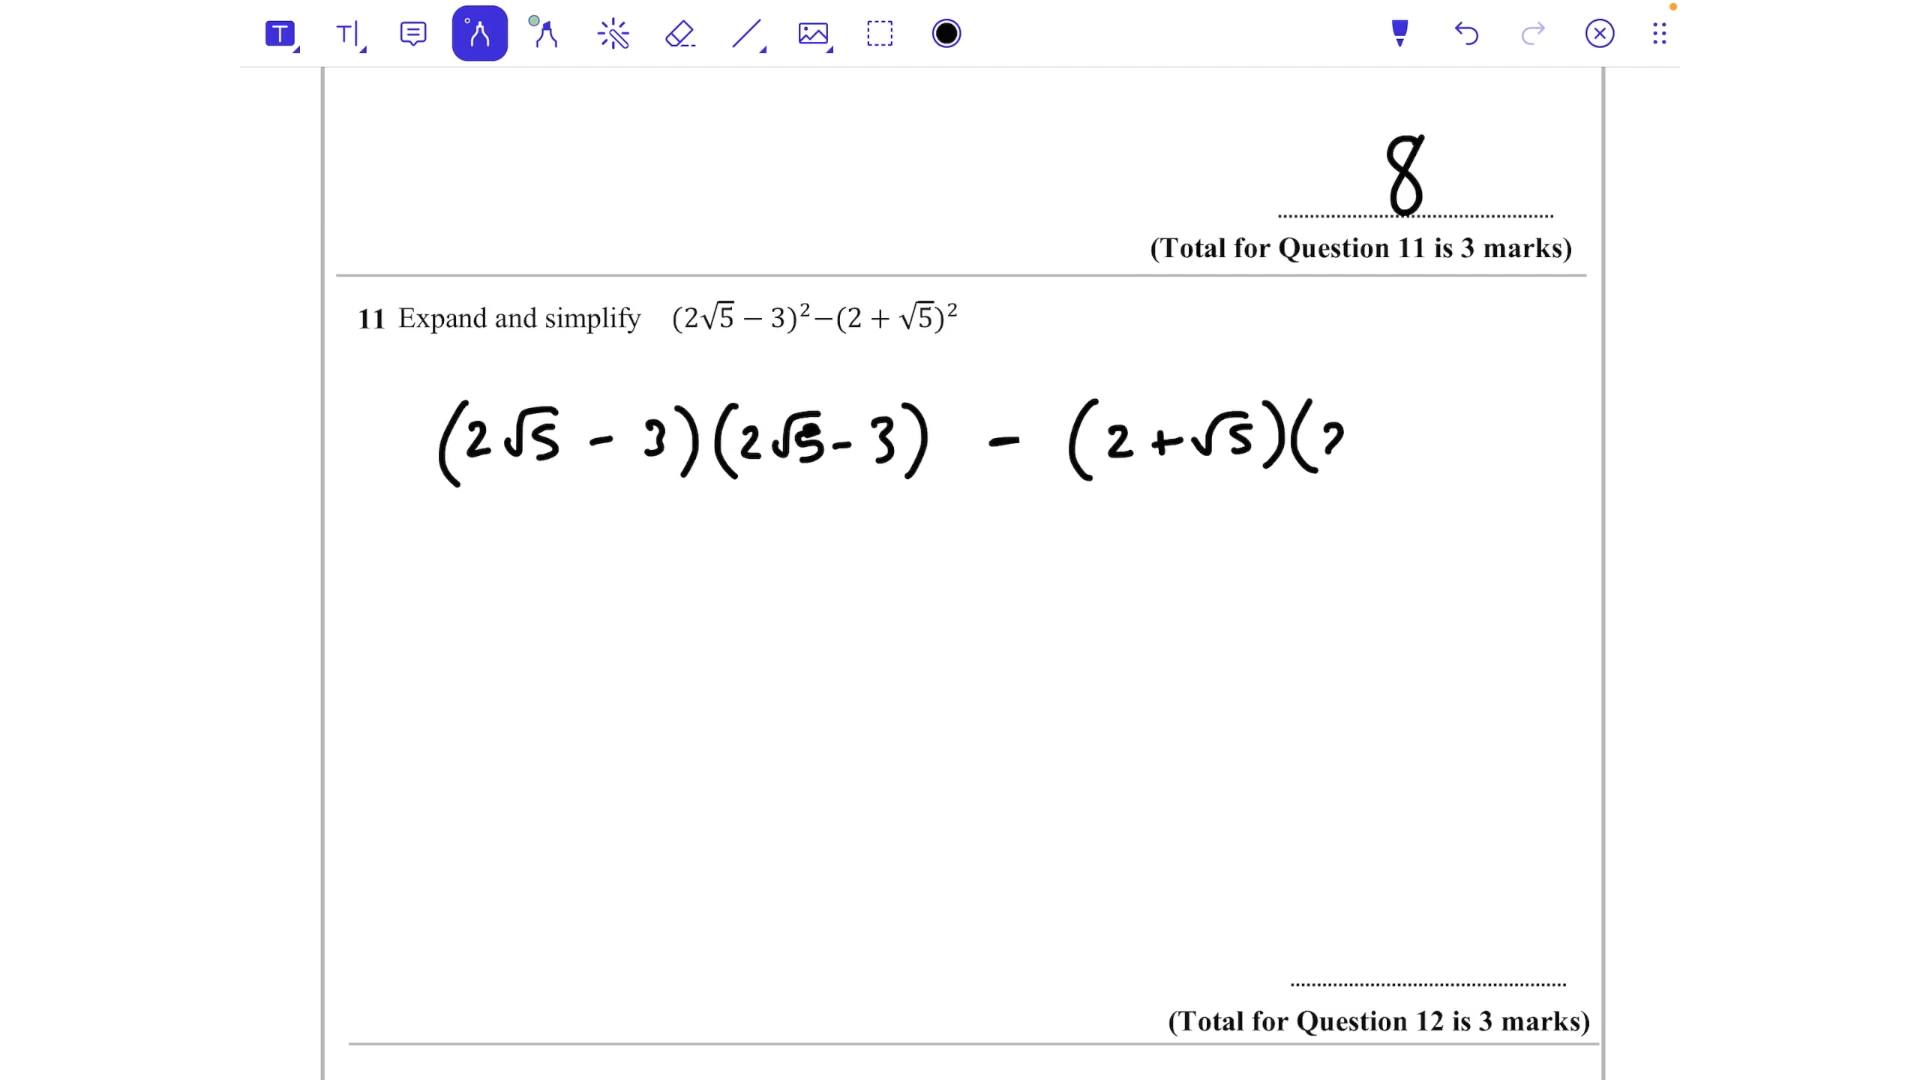 8
(Total for Question 11 is 3 marks)
11 Expand and simplify (2√5 − 3)²−(2 + √5)²
(2√5 - 3)(2√5 - 3) - (2 + √5)(2
(Total for Question 12 is 3 marks)